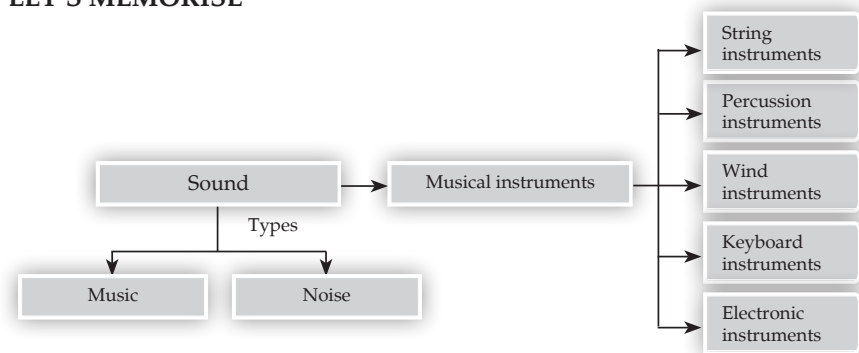 LET'S MEMORISE
String
instruments
Percussion
instruments
Sound
Musical instruments
Wind
instruments
Types
Keyboard
instruments
Music
Noise
Electronic
instruments